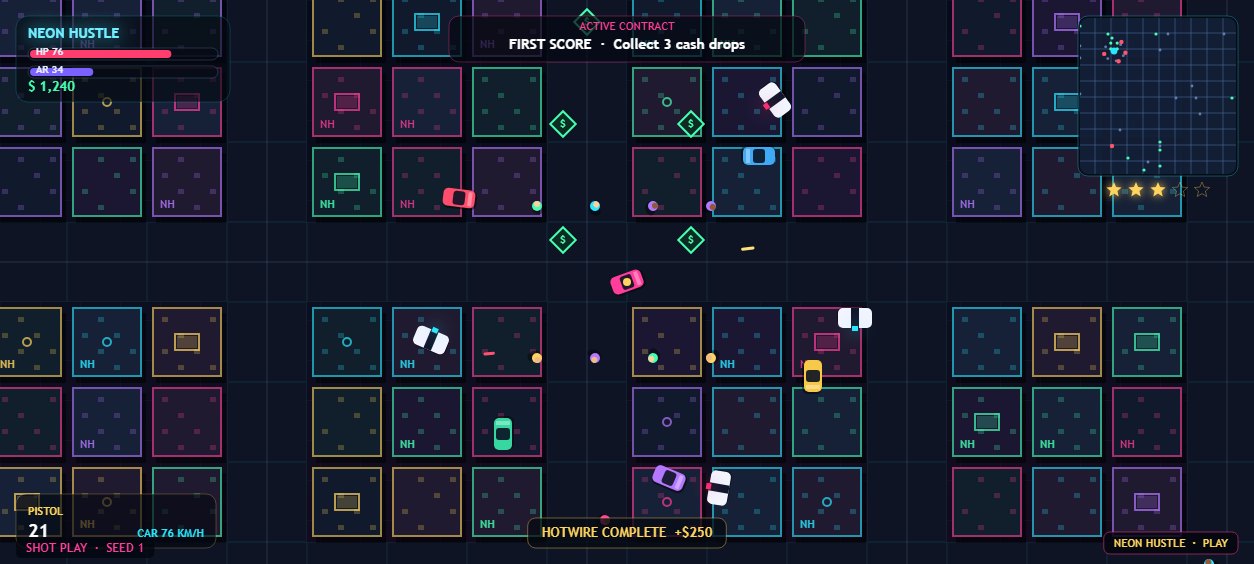 NEON HUSTLE
HP 76
AR 34
$ 1,240
ACTIVE CONTRACT
FIRST SCORE · Collect 3 cash drops
NH
NH
$
$
$
NH
NH
NH
NH
NH
$
$
NH
NH
NH
NH
NH
NH
NH
NH
NH
NH
NH
NH
NH
PISTOL
21
CAR 76 KM/H
SHOT PLAY · SEED 1
HOTWIRE COMPLETE +$250
NEON HUSTLE · PLAY